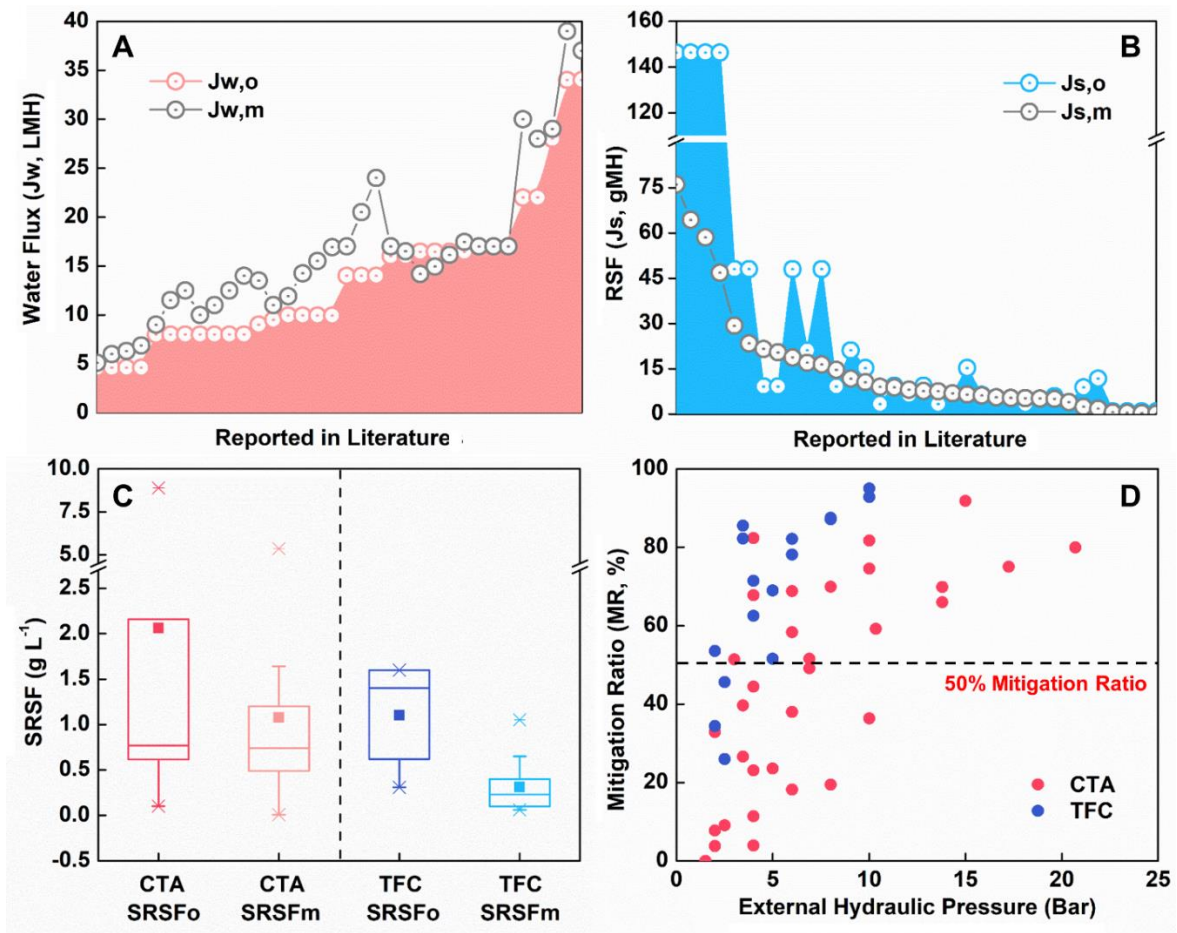 A
Jw,o
Jw,m
Water Flux (Jw, LMH)
40
35
30
25
20
15
10
5
0
Reported in Literature
B
Js,o
Js,m
RSF (Js, gMH)
160
140
120
75
60
45
30
15
0
Reported in Literature
C
SRSF (g L-1)
10.0
7.5
5.0
2.5
2.0
1.5
1.0
0.5
0.0
-0.5
CTA CTA TFC TFC
SRSFo SRSFm SRSFo SRSFm
D
Mitigation Ratio (MR, %)
100
80
60
40
20
0
50% Mitigation Ratio
CTA
TFC
0 5 10 15 20 25
External Hydraulic Pressure (Bar)